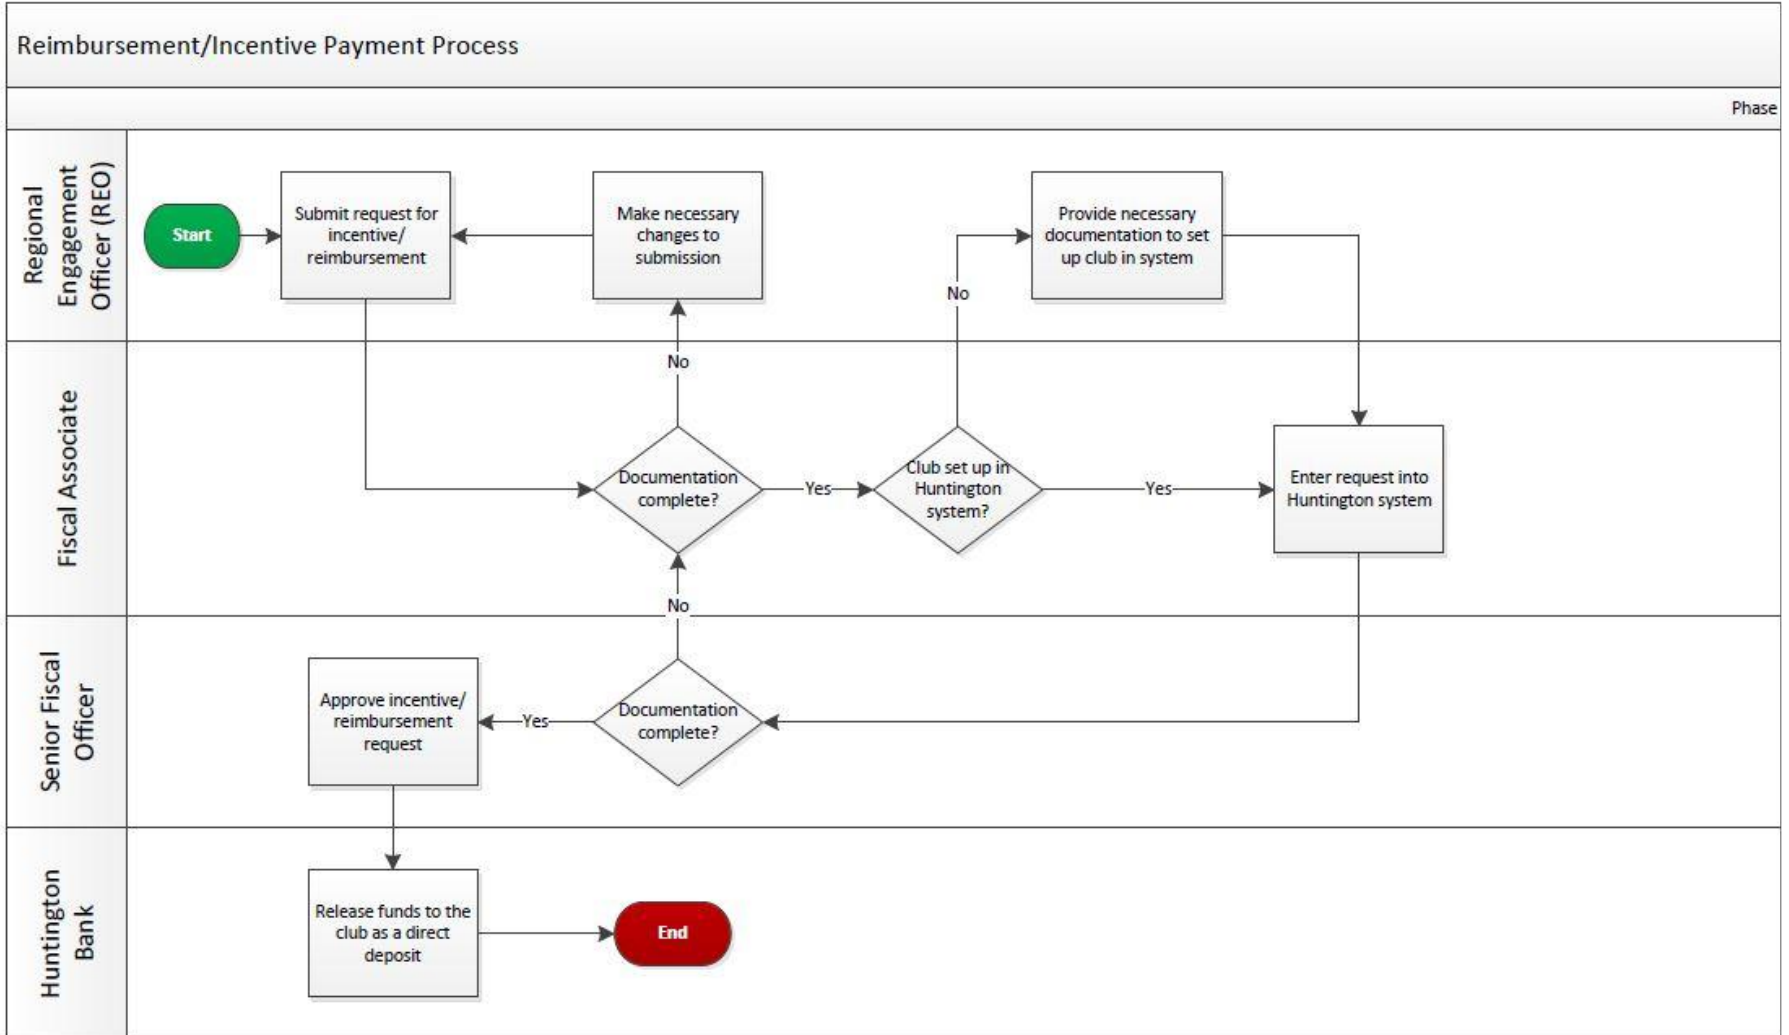 Reimbursement/Incentive Payment Process
Phase
Regional
Engagement
Officer (REO)
Start
Submit request for
incentive/
reimbursement
Make necessary
changes to
submission
Provide necessary
documentation to set
up club in system
No
No
Fiscal Associate
Documentation
complete?
Yes
Club set up in
Huntington
system?
Yes
Enter request into
Huntington system
No
Senior Fiscal
Officer
Approve incentive/
reimbursement
request
Yes
Documentation
complete?
Huntington
Bank
Release funds to the
club as a direct
deposit
End